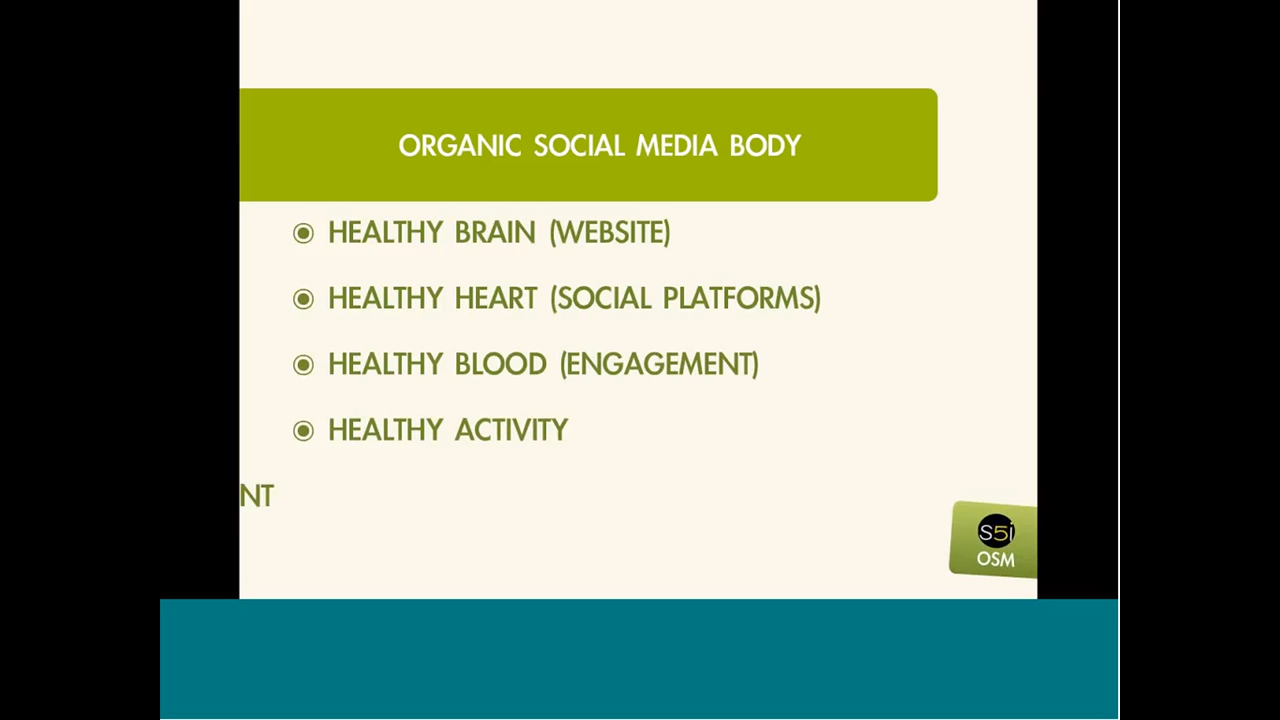 ORGANIC SOCIAL MEDIA BODY
HEALTHY BRAIN (WEBSITE)
HEALTHY HEART (SOCIAL PLATFORMS)
HEALTHY BLOOD (ENGAGEMENT)
HEALTHY ACTIVITY
NT
S5i
OSM